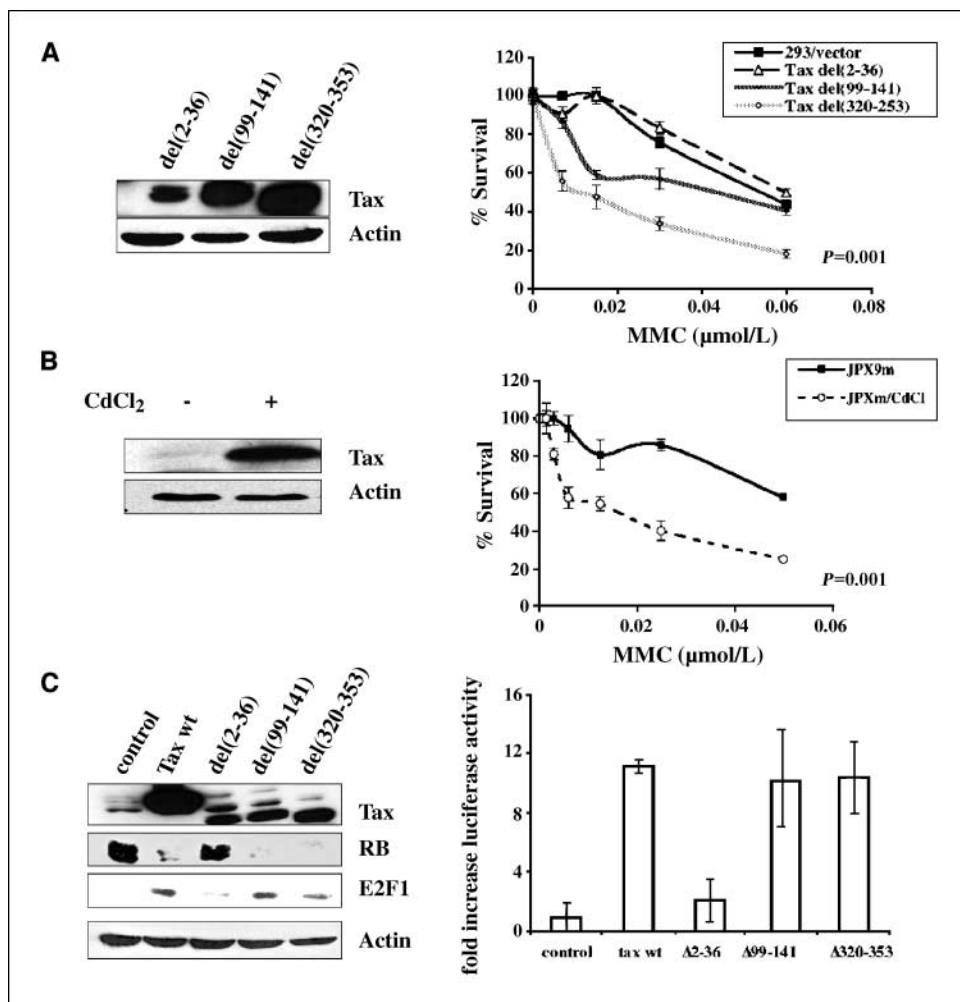 A
del(2-36)
del(99-141)
del(320-353)
Tax
Actin
120
100
80
60
40
20
0
% Survival
0
0.02
0.04
0.06
0.08
MMC (µmol/L)
293/vector
Tax del(2-36)
Tax del(99-141)
Tax del(320-253)
P=0.001
B
CdCl2
-
+
Tax
Actin
120
100
80
60
40
20
0
% Survival
0
0.02
0.04
0.06
MMC (µmol/L)
JPX9m
JPXm/CdCl
P=0.001
C
control
Tax wt
del(2-36)
del(99-141)
del(320-353)
Tax
RB
E2F1
Actin
fold increase luciferase activity
16
12
8
4
0
control
tax wt
Δ2-36
Δ99-141
Δ320-353